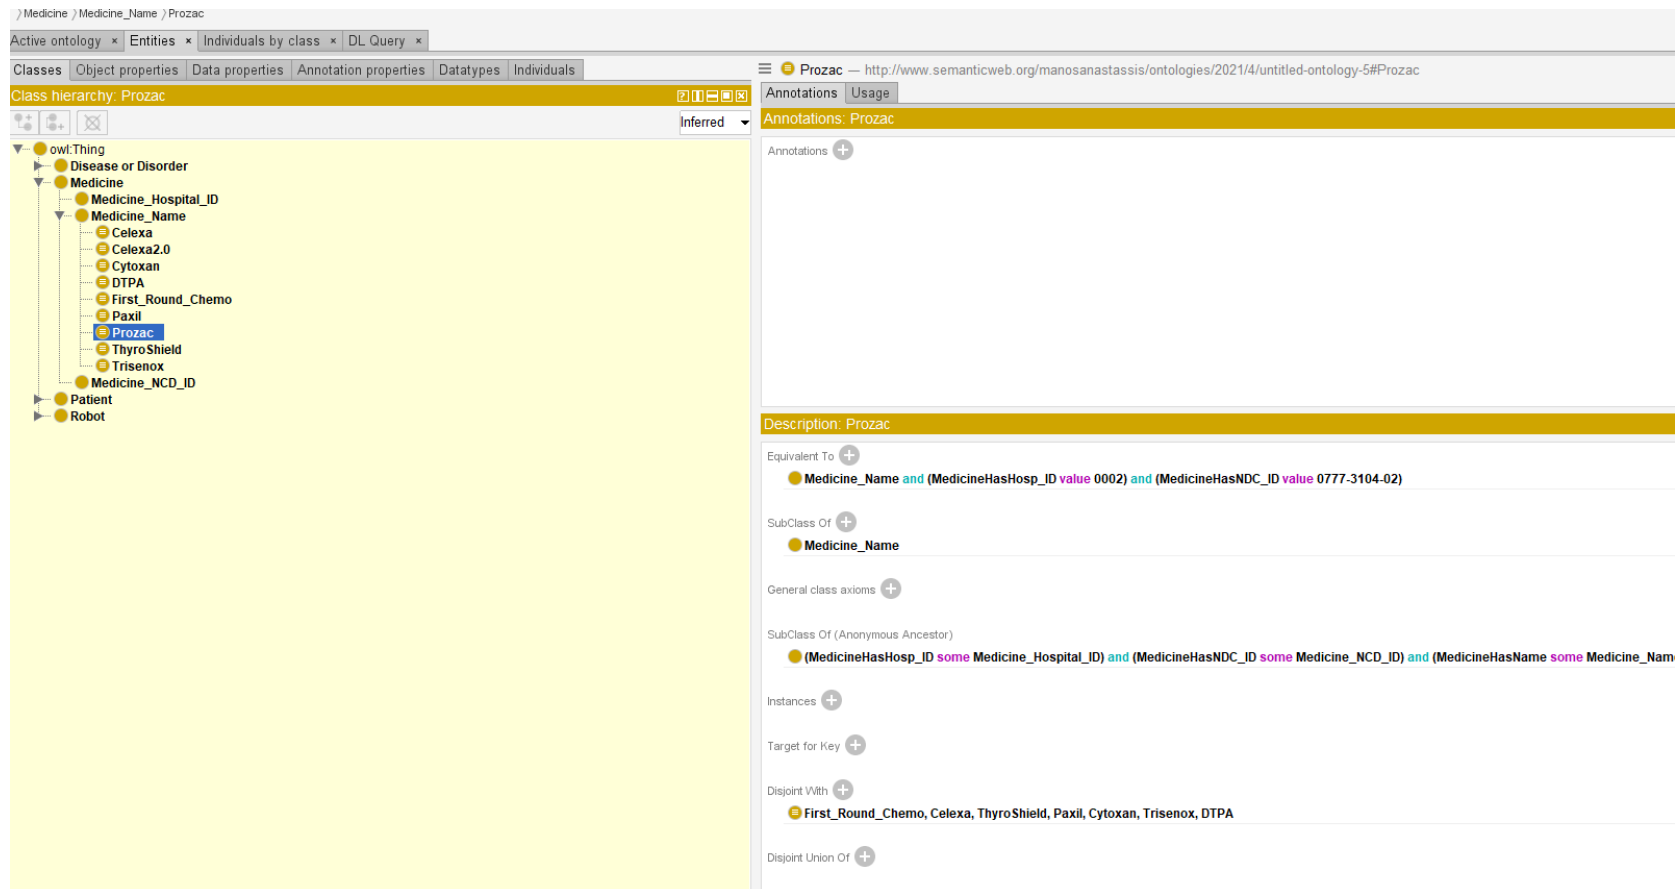 〉Medicine 〉Medicine_Name 〉Prozac
Active ontology × Entities × Individuals by class × DL Query ×
Classes Object properties Data properties Annotation properties Datatypes Individuals
Class hierarchy: Prozac
Inferred
owl:Thing
Disease or Disorder
Medicine
Medicine_Hospital_ID
Medicine_Name
Celexa
Celexa2.0
Cytoxan
DTPA
First_Round_Chemo
Paxil
Prozac
ThyroShield
Trisenox
Medicine_NCD_ID
Patient
Robot
Prozac — http://www.semanticweb.org/manosanastassis/ontologies/2021/4/untitled-ontology-5#Prozac
Annotations Usage
Annotations: Prozac
Annotations
Description: Prozac
Equivalent To
Medicine_Name and (MedicineHasHosp_ID value 0002) and (MedicineHasNDC_ID value 0777-3104-02)
SubClass Of
Medicine_Name
General class axioms
SubClass Of (Anonymous Ancestor)
(MedicineHasHosp_ID some Medicine_Hospital_ID) and (MedicineHasNDC_ID some Medicine_NCD_ID) and (MedicineHasName some Medicine_Nam
Instances
Target for Key
Disjoint With
First_Round_Chemo, Celexa, ThyroShield, Paxil, Cytoxan, Trisenox, DTPA
Disjoint Union Of